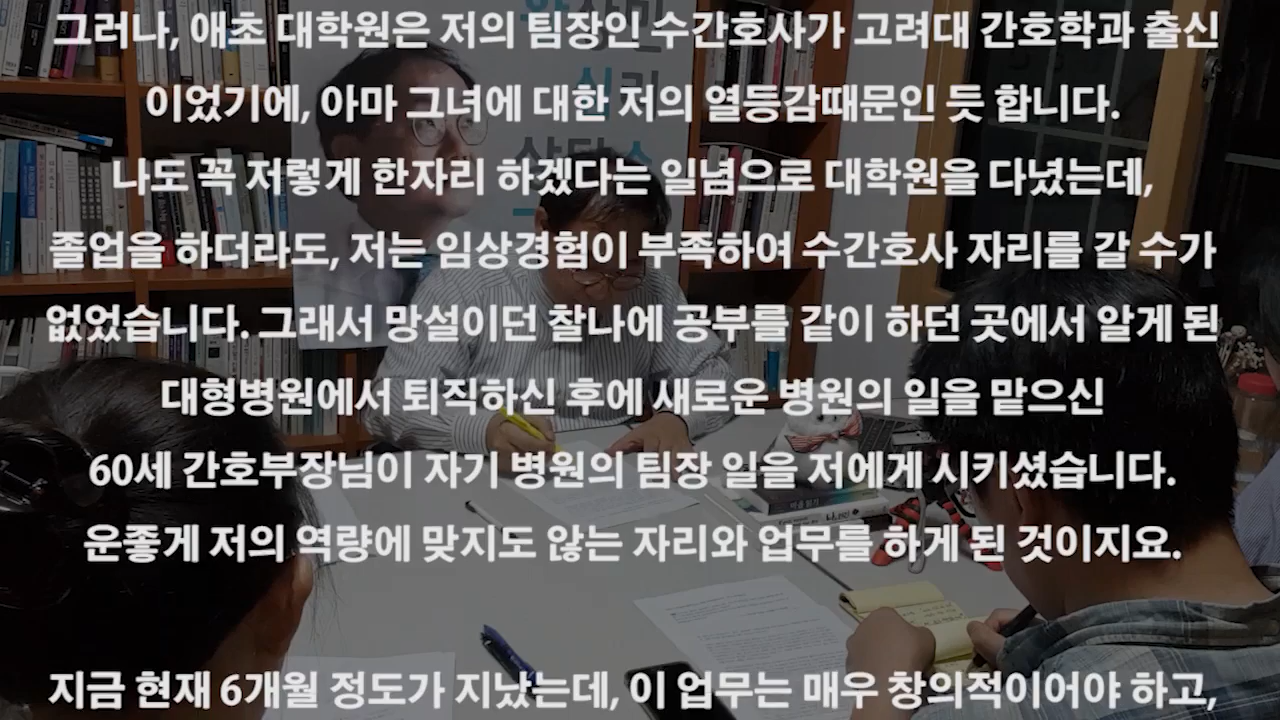 그러나, 애초 대학원은 저의 팀장인 수간호사가 고려대 간호학과 출신
이었기에, 아마 그녀에 대한 저의 열등감때문인 듯 합니다.
나도 꼭 저렇게 한자리 하겠다는 일념으로 대학원을 다녔는데,
졸업을 하더라도, 저는 임상경험이 부족하여 수간호사 자리를 갈 수가
없었습니다. 그래서 망설이던 찰나에 공부를 같이 하던 곳에서 알게 된
대형병원에서 퇴직하신 후에 새로운 병원의 일을 맡으신
60세 간호부장님이 자기 병원의 팀장 일을 저에게 시키셨습니다.
운좋게 저의 역량에 맞지도 않는 자리와 업무를 하게 된 것이지요.
지금 현재 6개월 정도가 지났는데, 이 업무는 매우 창의적이어야 하고,